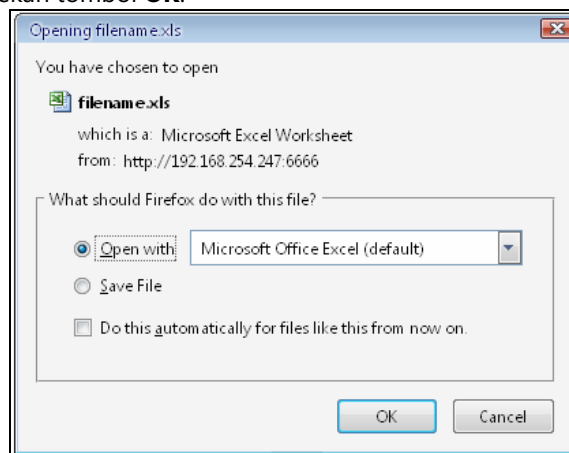 tombol OK.
Opening filename.xls
You have chosen to open
filename.xls
which is a: Microsoft Excel Worksheet
from: http://192.168.254.247:6666
What should Firefox do with this file?
Open with Microsoft Office Excel (default)
Save File
Do this automatically for files like this from now on.
OK Cancel